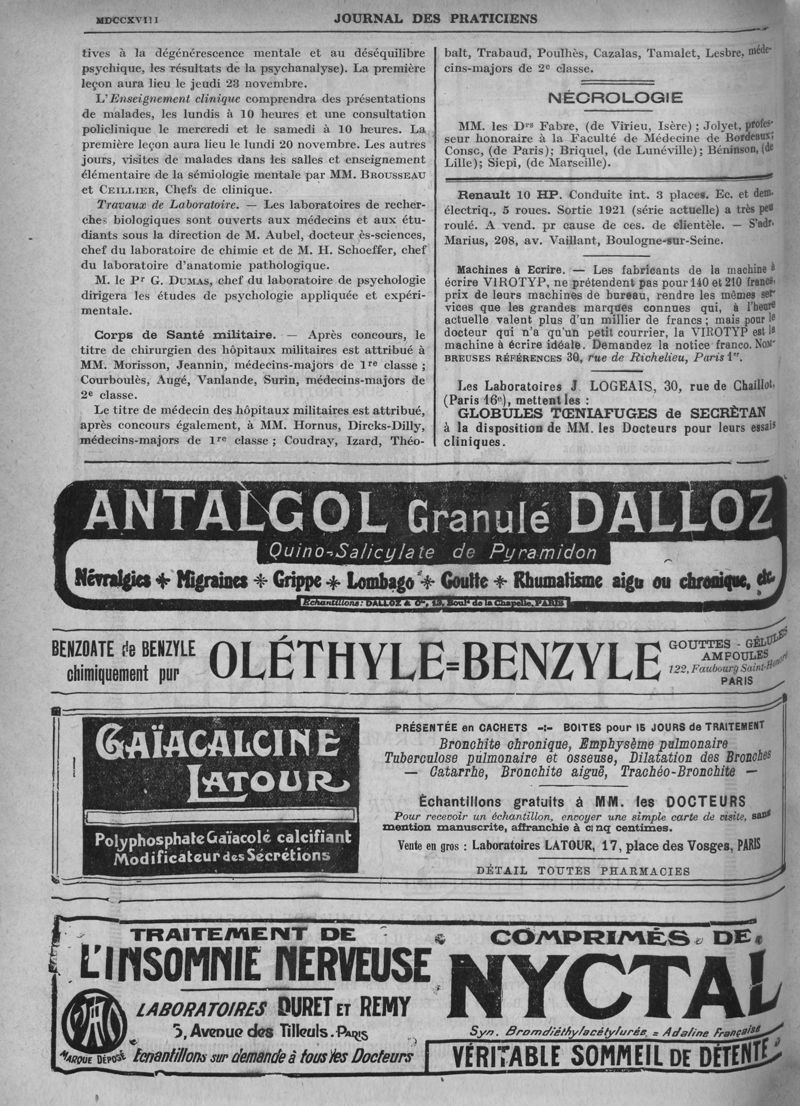 MDCCXVIII
JOURNAL DES PRATICIENS
tives à la dégénérescence mentale et au déséquilibre
psychique, les résultats de la psychanalyse). La première
leçon aura lieu le jeudi 23 novembre.
L'Enseignement clinique comprendra des présentations
de malades, les lundis à 10 heures et une consultation
policlinique le mercredi et le samedi à 10 heures. La
première leçon aura lieu le lundi 20 novembre. Les autres
jours, visites de malades dans les salles et enseignement
élémentaire de la sémiologie mentale par MM. BROUSSEAU
et CEILLIER, Chefs de clinique.
Travaux de Laboratoire. — Les laboratoires de recher-
ches biologiques sont ouverts aux médecins et aux étu-
diants sous la direction de M. Aubel, docteur ès-sciences,
chef du laboratoire de chimie et de M. H. Schoeffer, chef
du laboratoire d'anatomie pathologique.
M. le Pr G. DUMAS, chef du laboratoire de psychologie
dirigera les études de psychologie appliquée et expéri-
mentale.
Corps de Santé militaire. — Après concours, le
titre de chirurgien des hôpitaux militaires est attribué à
MM. Morisson, Jeannin, médecins-majors de 1re classe ;
Courboulès, Augé, Vanlande, Surin, médecins-majors de
2e classe.
Le titre de médecin des hôpitaux militaires est attribué,
après concours également, à MM. Hornus, Dircks-Dilly,
médecins-majors de 1re classe ; Coudray, Izard, Théo-
balt, Trabaud, Poulhès, Cazalas, Tamalet, Lesbre, méde-
cins-majors de 2e classe.
NÉCROLOGIE
MM. les Drs Fabre, (de Virieu, Isère) ; Jolyet, profes-
seur honoraire à la Faculté de Médecine de Bordeaux;
Consc, (de Paris); Briquel, (de Lunéville); Béninson, (de
Lille); Siepi, (de Marseille).
Renault 10 HP. Conduite int. 3 places. Ec. et dem.
électriq., 5 roues. Sortie 1921 (série actuelle) a très peu
roulé. A vend. pr cause de ces. de clientèle. — S'adr.
Marius, 208, av. Vaillant, Boulogne-sur-Seine.
Machines à Ecrire. — Les fabricants de la machine à
écrire VIROTYP, ne prétendent pas pour 140 et 210 francs,
prix de leurs machines de bureau, rendre les mêmes ser-
vices que les grandes marques connues qui, à l'heure
actuelle valent plus d'un millier de francs ; mais pour le
docteur qui n'a qu'un petit courrier, la VIROTYP est la
machine à écrire idéale. Demandez la notice franco. NOM-
BREUSES RÉFÉRENCES 30, rue de Richelieu, Paris 1er.
Les Laboratoires J. LOGEAIS, 30, rue de Chaillot,
(Paris 16e), mettent les :
GLOBULES TŒNIAFUGES de SECRÉTAN
à la disposition de MM. les Docteurs pour leurs essais
cliniques.
ANTALGOL Granulé DALLOZ
Quino-Salicylate de Pyramidon
Névralgies ✤ Migraines ✤ Grippe ✤ Lombago ✤ Goutte ✤ Rhumatisme aigu ou chronique, etc.
Échantillons : DALLOZ & Cie, 13, Boulᵈ de la Chapelle, PARIS
BENZOATE de BENZYLE
chimiquement pur
OLÉTHYLE=BENZYLE
GOUTTES - GÉLULES
AMPOULES
122, Faubourg Saint-Honoré
PARIS
GAÏACALCINE
LATOUR
Polyphosphate Gaïacolé calcifiant
Modificateur des Sécrétions
PRÉSENTÉE en CACHETS -:- BOITES pour 15 JOURS de TRAITEMENT
Bronchite chronique, Emphysème pulmonaire
Tuberculose pulmonaire et osseuse, Dilatation des Bronches
— Catarrhe, Bronchite aiguë, Trachéo-Bronchite —
Échantillons gratuits à MM. les DOCTEURS
Pour recevoir un échantillon, envoyer une simple carte de visite, sans
mention manuscrite, affranchie à cinq centimes.
Vente en gros : Laboratoires LATOUR, 17, place des Vosges, PARIS
DÉTAIL TOUTES PHARMACIES
TRAITEMENT DE
L'INSOMNIE NERVEUSE
LABORATOIRES DURET ET REMY
5, Avenue des Tilleuls. PARIS
MARQUE DÉPOSÉ
Echantillons sur demande à tous les Docteurs
COMPRIMÉS DE
NYCTAL
Syn. Bromdiéthylacétylurée, = Adaline Française
VÉRITABLE SOMMEIL DE DÉTENTE